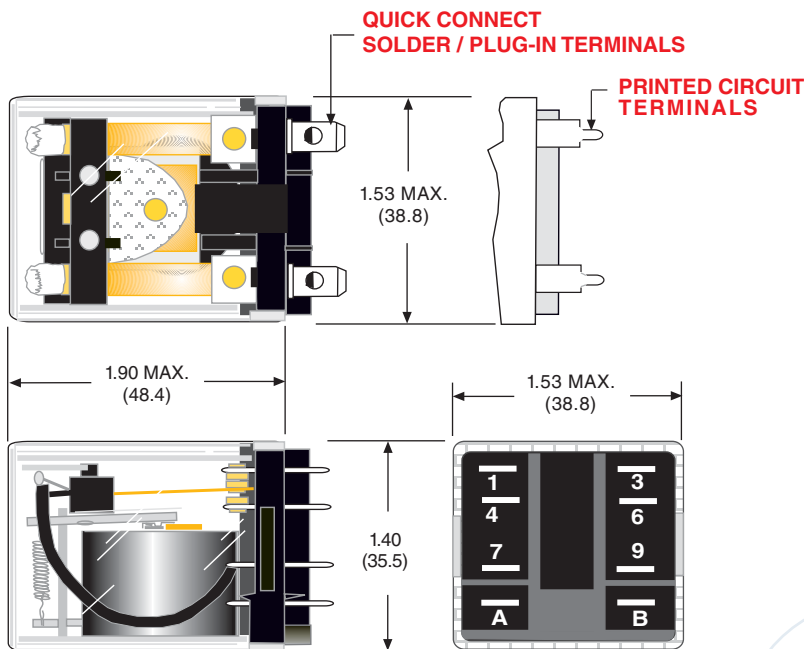 QUICK CONNECT
SOLDER / PLUG-IN TERMINALS
PRINTED CIRCUIT
TERMINALS
1.53 MAX.
(38.8)
1.90 MAX.
(48.4)
1.53 MAX.
(38.8)
1.40
(35.5)
1 3
4 6
7 9
A B